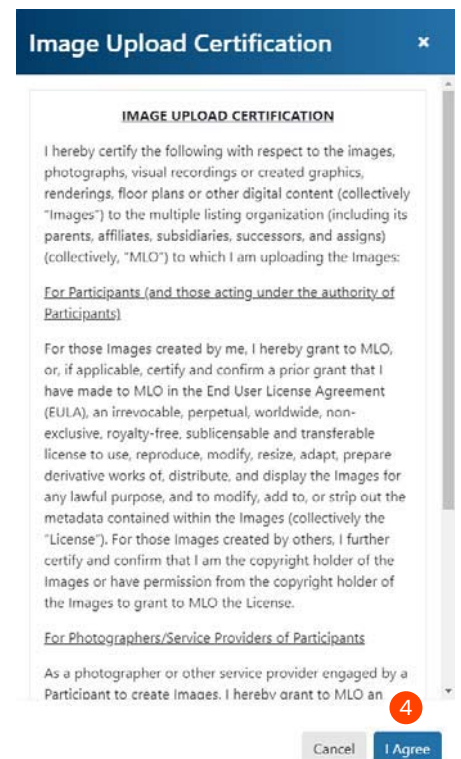 Image Upload Certification ×
IMAGE UPLOAD CERTIFICATION
I hereby certify the following with respect to the images,
photographs, visual recordings or created graphics,
renderings, floor plans or other digital content (collectively
"Images") to the multiple listing organization (including its
parents, affiliates, subsidiaries, successors, and assigns)
(collectively, "MLO") to which I am uploading the Images:
For Participants (and those acting under the authority of
Participants)
For those Images created by me, I hereby grant to MLO,
or, if applicable, certify and confirm a prior grant that I
have made to MLO in the End User License Agreement
(EULA), an irrevocable, perpetual, worldwide, non-
exclusive, royalty-free, sublicensable and transferable
license to use, reproduce, modify, resize, adapt, prepare
derivative works of, distribute, and display the Images for
any lawful purpose, and to modify, add to, or strip out the
metadata contained within the Images (collectively the
"License"). For those Images created by others, I further
certify and confirm that I am the copyright holder of the
Images or have permission from the copyright holder of
the Images to grant to MLO the License.
For Photographers/Service Providers of Participants
As a photographer or other service provider engaged by a
Participant to create Images, I hereby grant to MLO an
4
Cancel I Agree